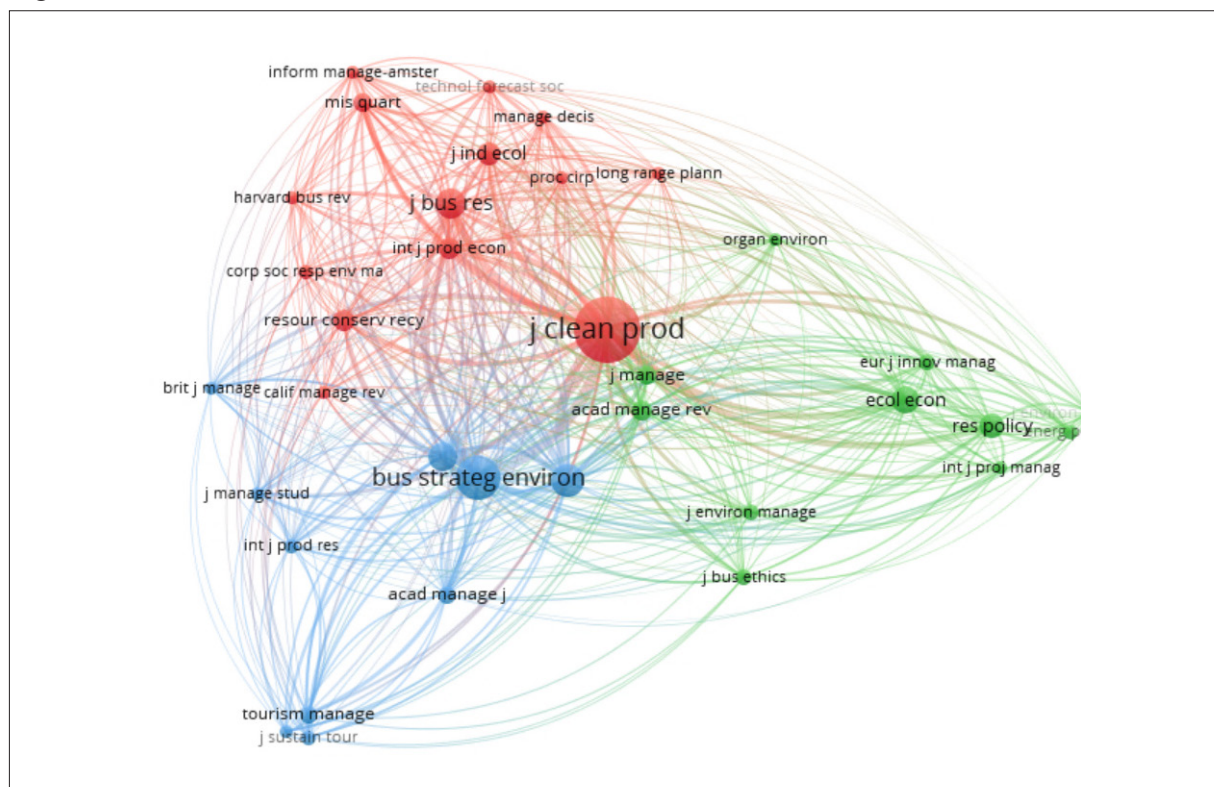 inform manage-amster
technol forecast soc
mis quart
manage decis
j ind ecol
proc cirp
long range plann
harvard bus rev
j bus res
organ environ
int j prod econ
corp soc resp env ma
resour conserv recy
j clean prod
eur j innov manag
j manage
brit j manage
calif manage rev
ecol econ
acad manage rev
environ
res policy
energ p
int j proj manag
bus strateg environ
j manage stud
j environ manage
int j prod res
j bus ethics
acad manage j
tourism manage
j sustain tour